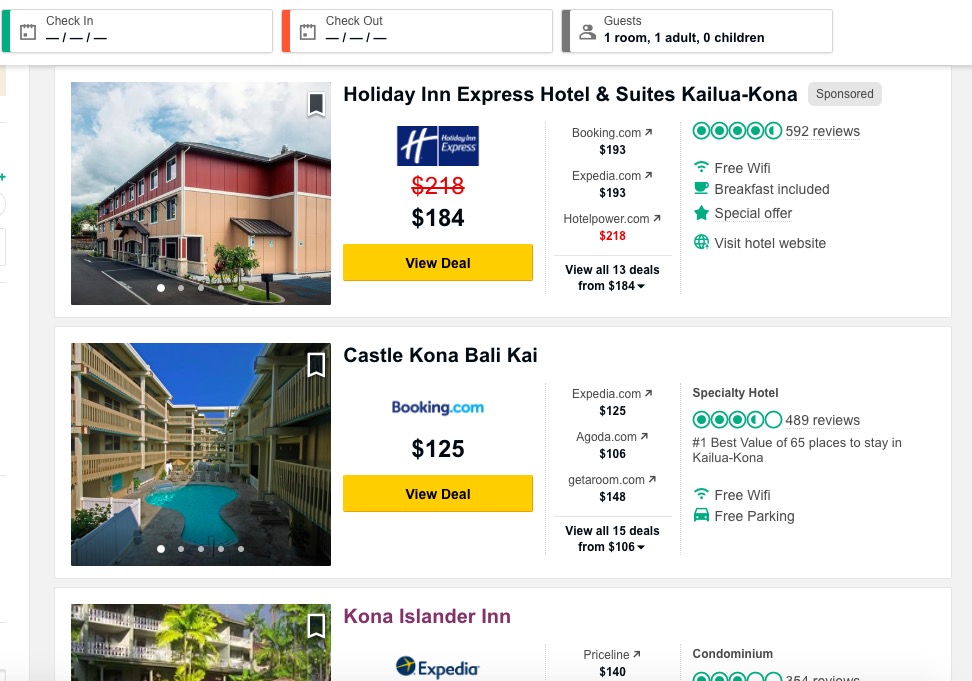 Check In
— / — / —
Check Out
— / — / —
Guests
1 room, 1 adult, 0 children
Holiday Inn Express Hotel & Suites Kailua-Kona
Sponsored
Holiday Inn
Express
$218
$184
View Deal
Booking.com
$193
Expedia.com
$193
Hotelpower.com
$218
View all 13 deals
from $184
592 reviews
Free Wifi
Breakfast included
Special offer
Visit hotel website
Castle Kona Bali Kai
Booking.com
$125
View Deal
Expedia.com
$125
Agoda.com
$106
getaroom.com
$148
View all 15 deals
from $106
Specialty Hotel
489 reviews
#1 Best Value of 65 places to stay in
Kailua-Kona
Free Wifi
Free Parking
Kona Islander Inn
Expedia
Priceline
$140
Condominium
354 reviews